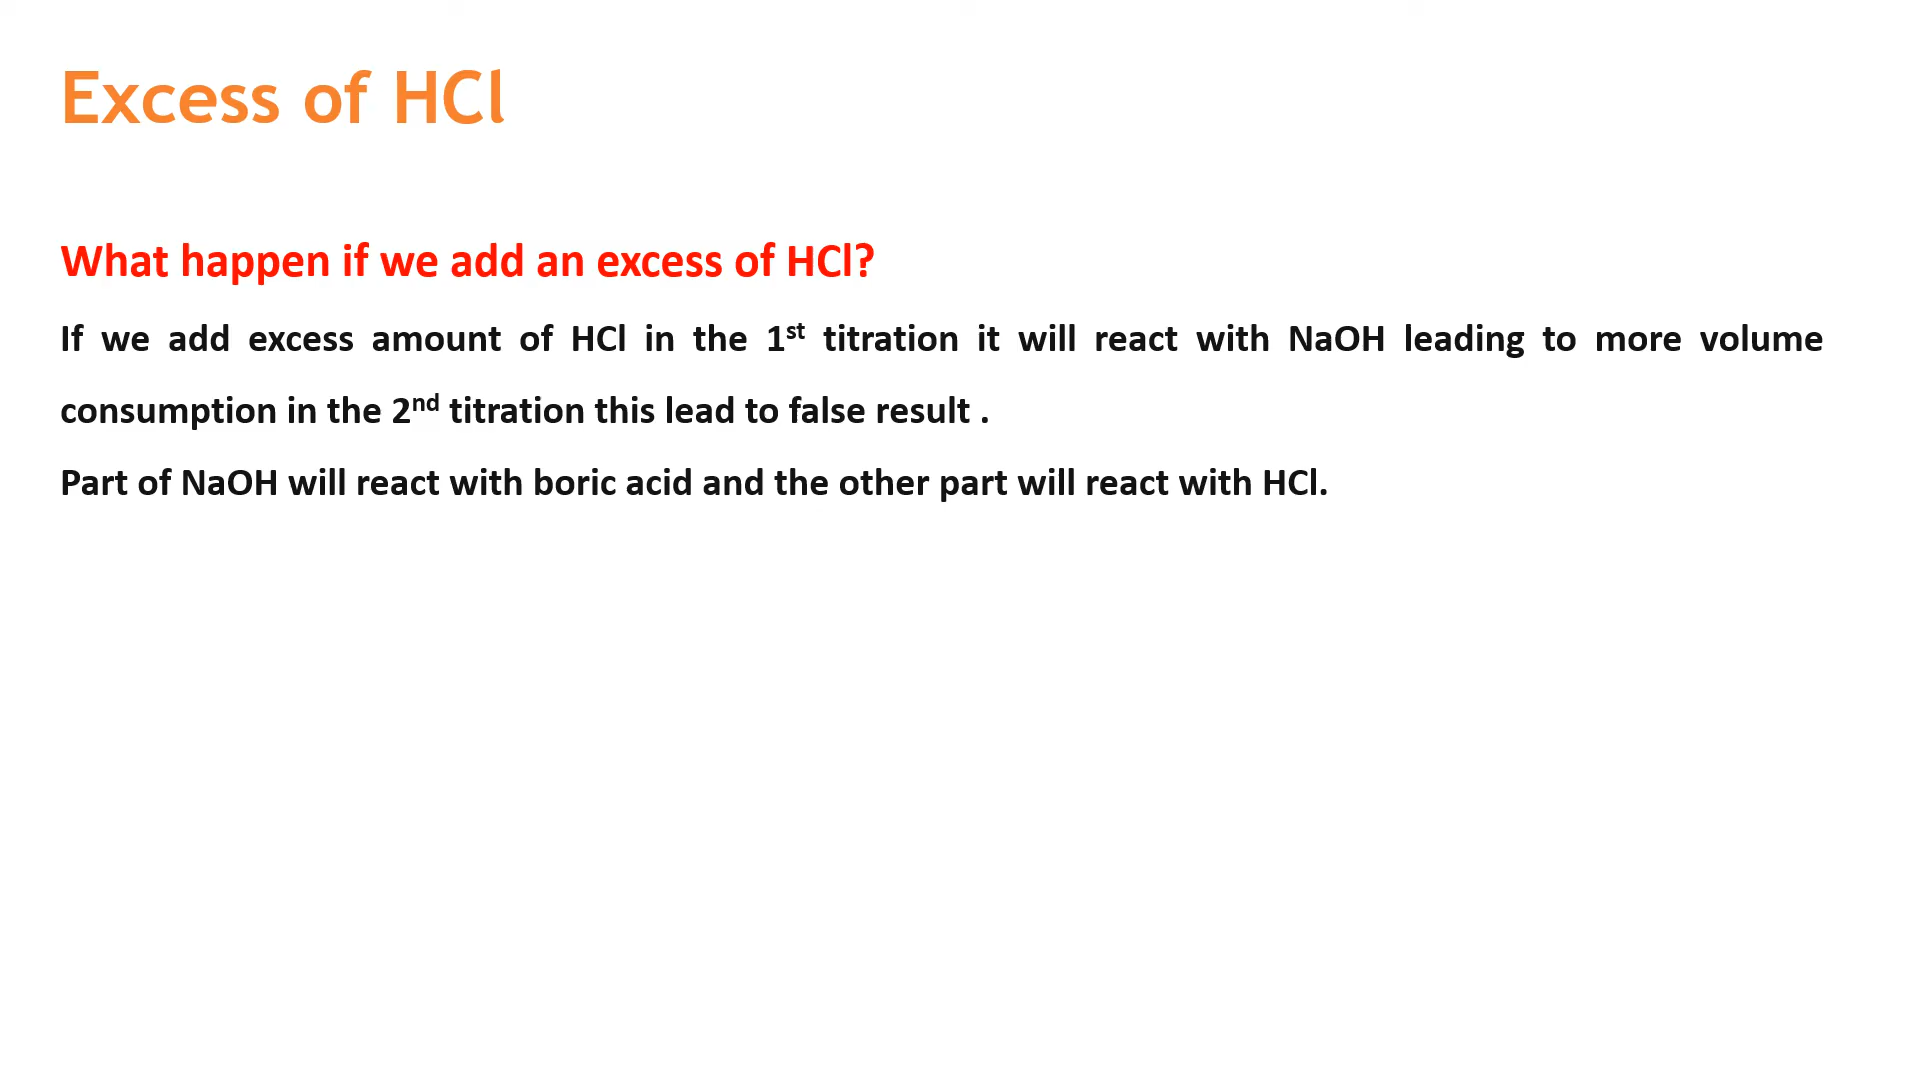 Excess of HCl
What happen if we add an excess of HCl?
If we add excess amount of HCl in the 1st titration it will react with NaOH leading to more volume
consumption in the 2nd titration this lead to false result .
Part of NaOH will react with boric acid and the other part will react with HCl.